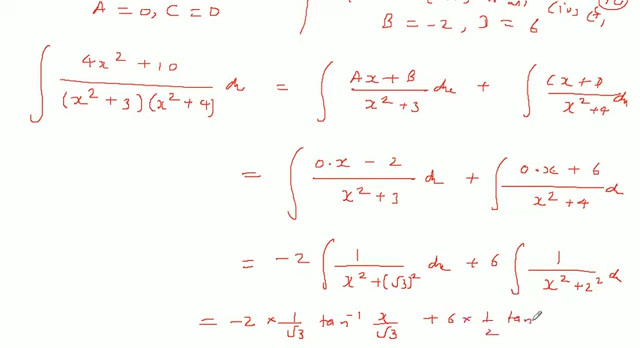 A = 0, C = 0
B = -2, D = 6
∫ (4x² + 10) / ((x² + 3)(x² + 4)) dx = ∫ (Ax + B) / (x² + 3) dx + ∫ (Cx + D) / (x² + 4) dx
= ∫ (0·x - 2) / (x² + 3) dx + ∫ (0·x + 6) / (x² + 4) d
= -2 ∫ 1 / (x² + (√3)²) dx + 6 ∫ 1 / (x² + 2²) d
= -2 × 1/√3 tan⁻¹ x/√3 + 6 × 1/2 tan